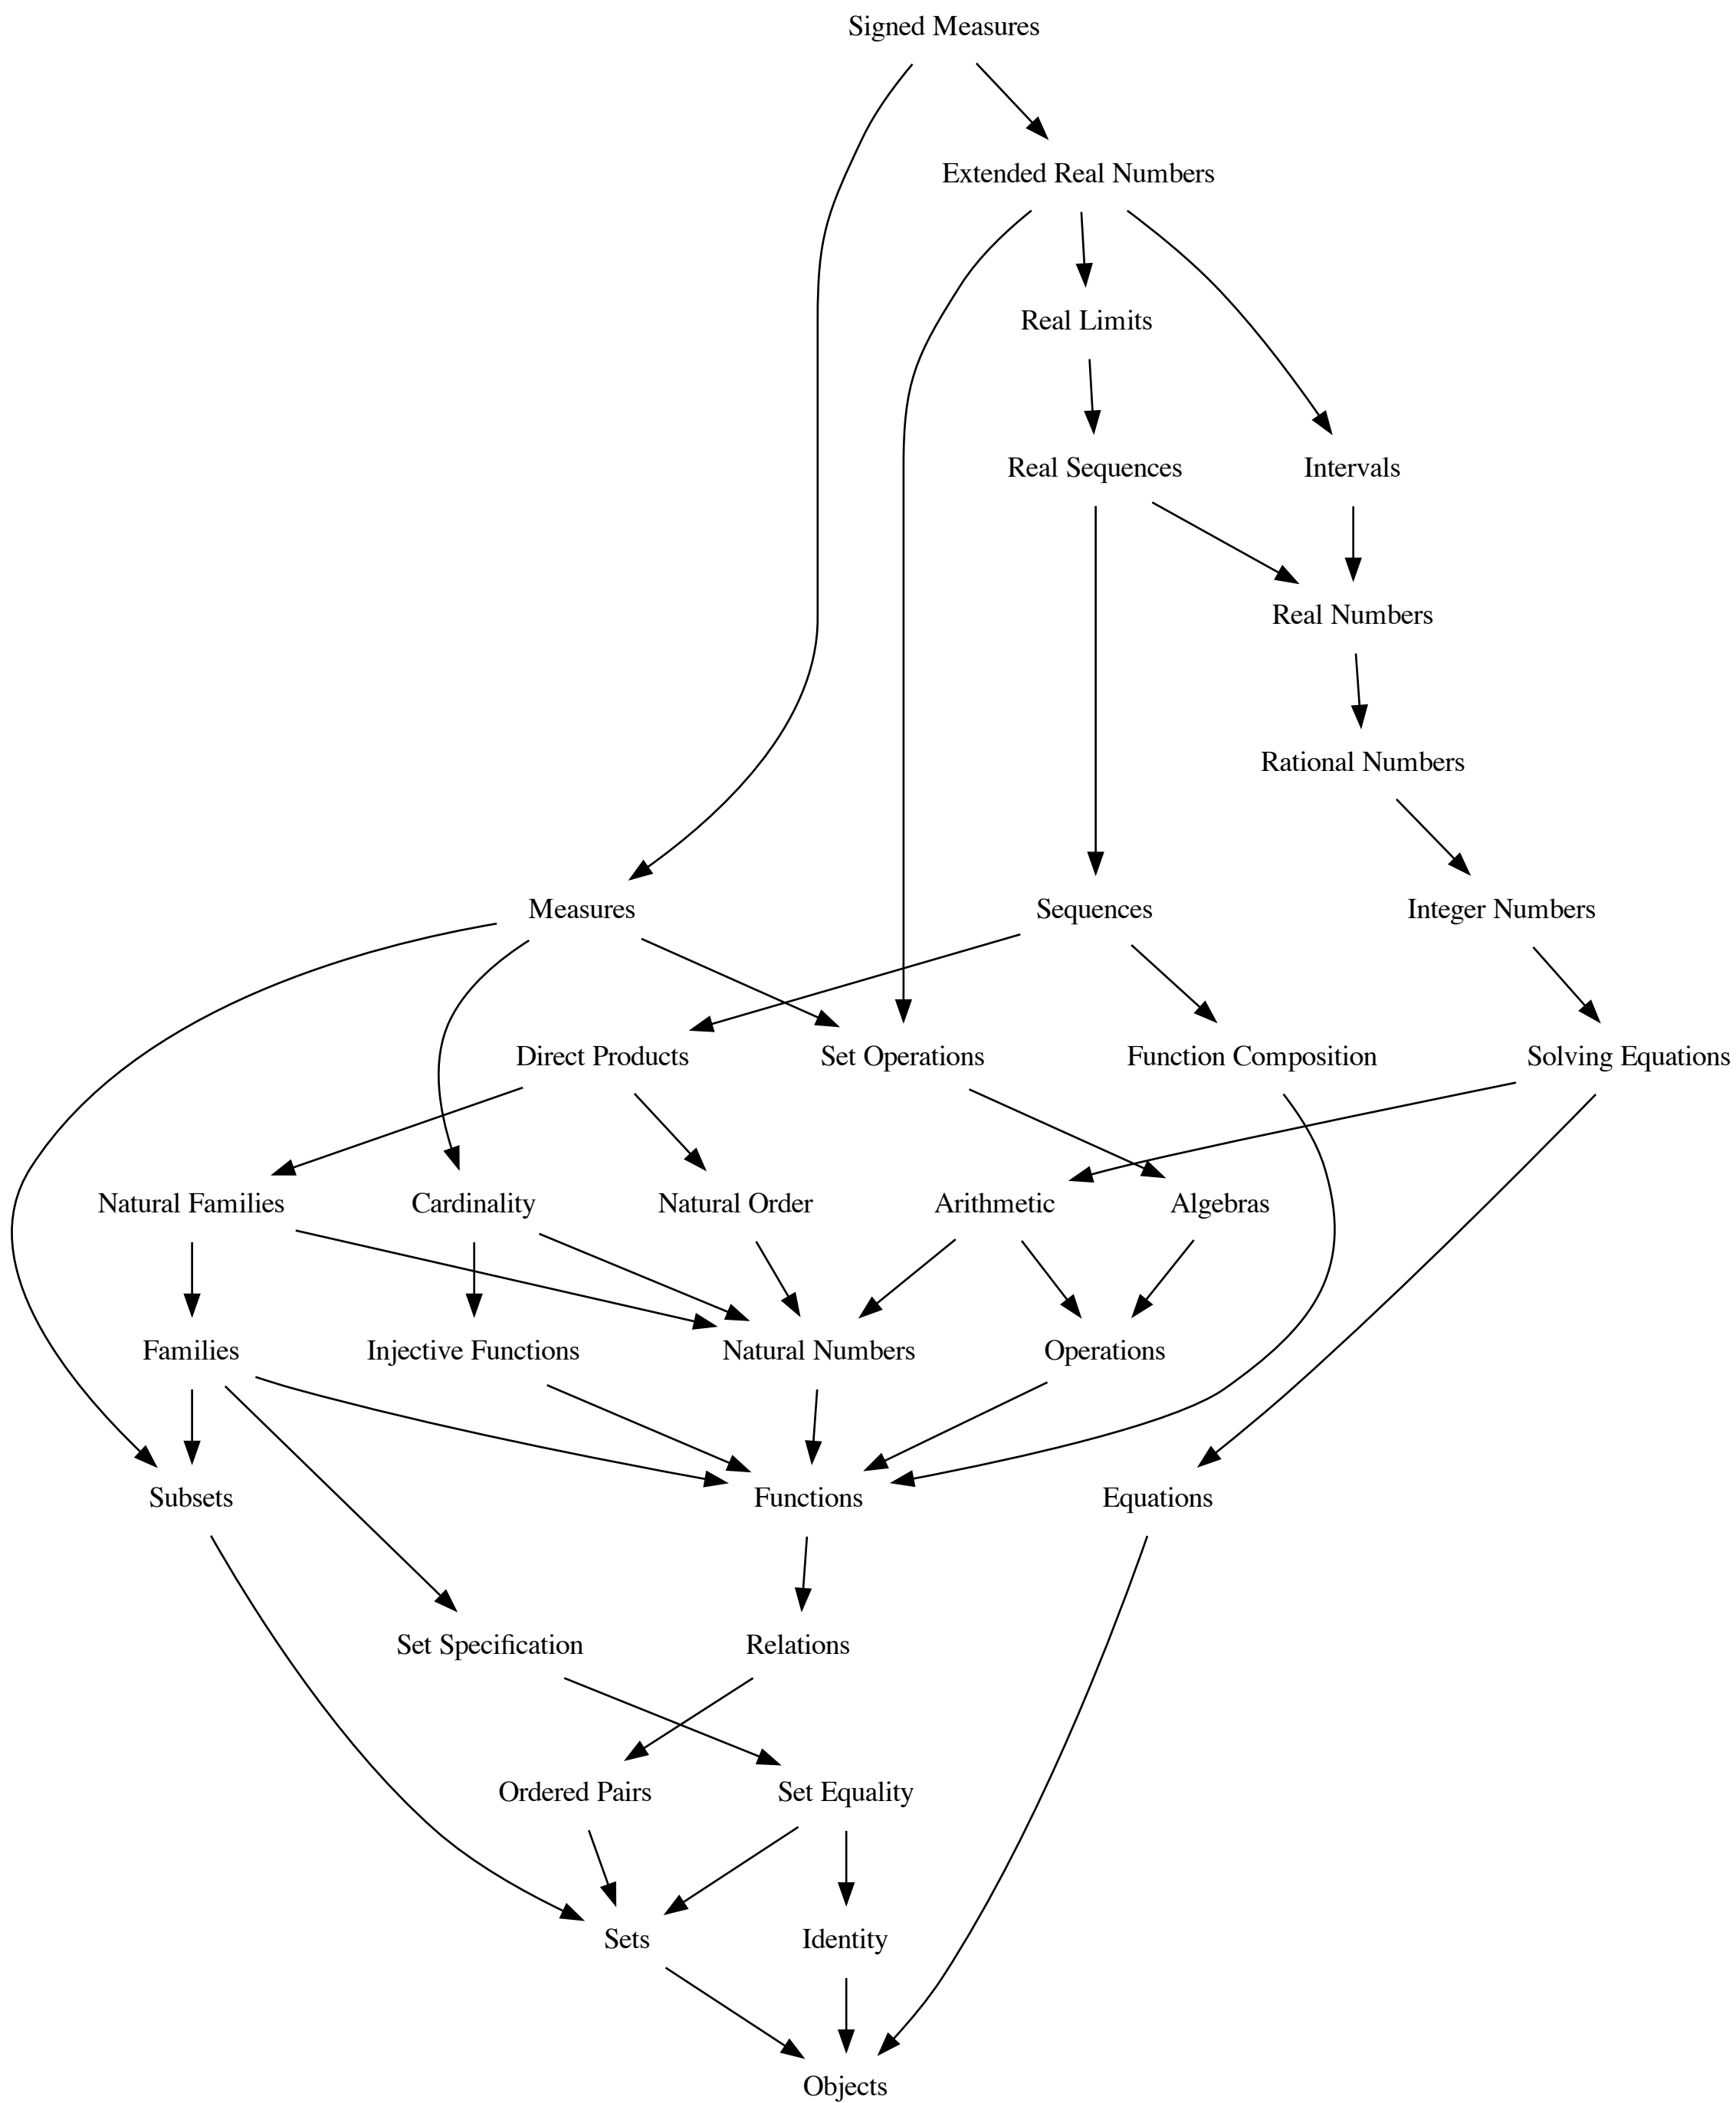 Signed Measures
Extended Real Numbers
Real Limits
Real Sequences
Intervals
Real Numbers
Rational Numbers
Measures
Sequences
Integer Numbers
Direct Products
Set Operations
Function Composition
Solving Equations
Natural Families
Cardinality
Natural Order
Arithmetic
Algebras
Families
Injective Functions
Natural Numbers
Operations
Subsets
Functions
Equations
Set Specification
Relations
Ordered Pairs
Set Equality
Sets
Identity
Objects